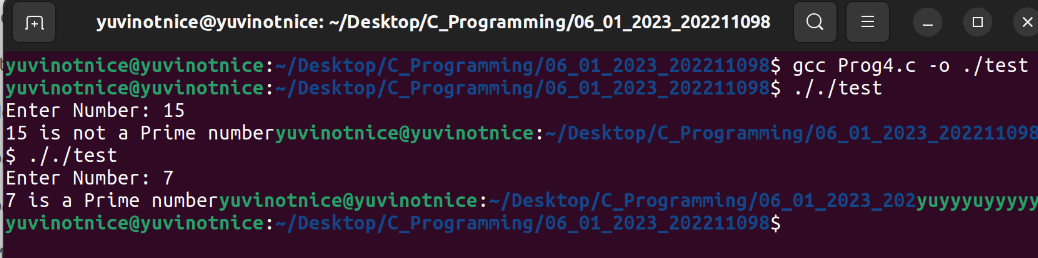 yuvinotnice@yuvinotnice: ~/Desktop/C_Programming/06_01_2023_202211098
yuvinotnice@yuvinotnice:~/Desktop/C_Programming/06_01_2023_202211098$ gcc Prog4.c -o ./test
yuvinotnice@yuvinotnice:~/Desktop/C_Programming/06_01_2023_202211098$ ././test
Enter Number: 15
15 is not a Prime numberyuvinotnice@yuvinotnice:~/Desktop/C_Programming/06_01_2023_202211098
$ ././test
Enter Number: 7
7 is a Prime numberyuvinotnice@yuvinotnice:~/Desktop/C_Programming/06_01_2023_202yuyyyuyyyyy
yuvinotnice@yuvinotnice:~/Desktop/C_Programming/06_01_2023_202211098$